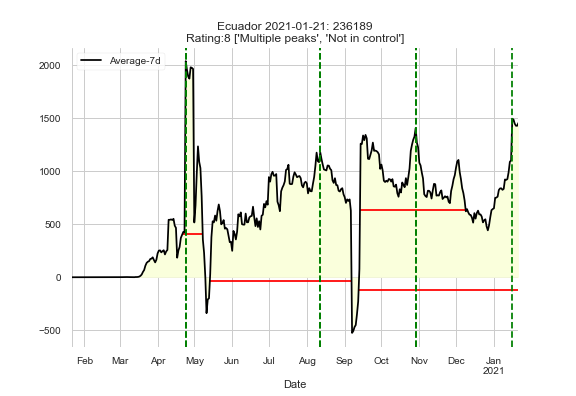 Ecuador 2021-01-21: 236189
Rating:8 ['Multiple peaks', 'Not in control']
Average-7d
2000
1500
1000
500
0
−500
Feb Mar Apr May Jun Jul Aug Sep Oct Nov Dec Jan
2021
Date